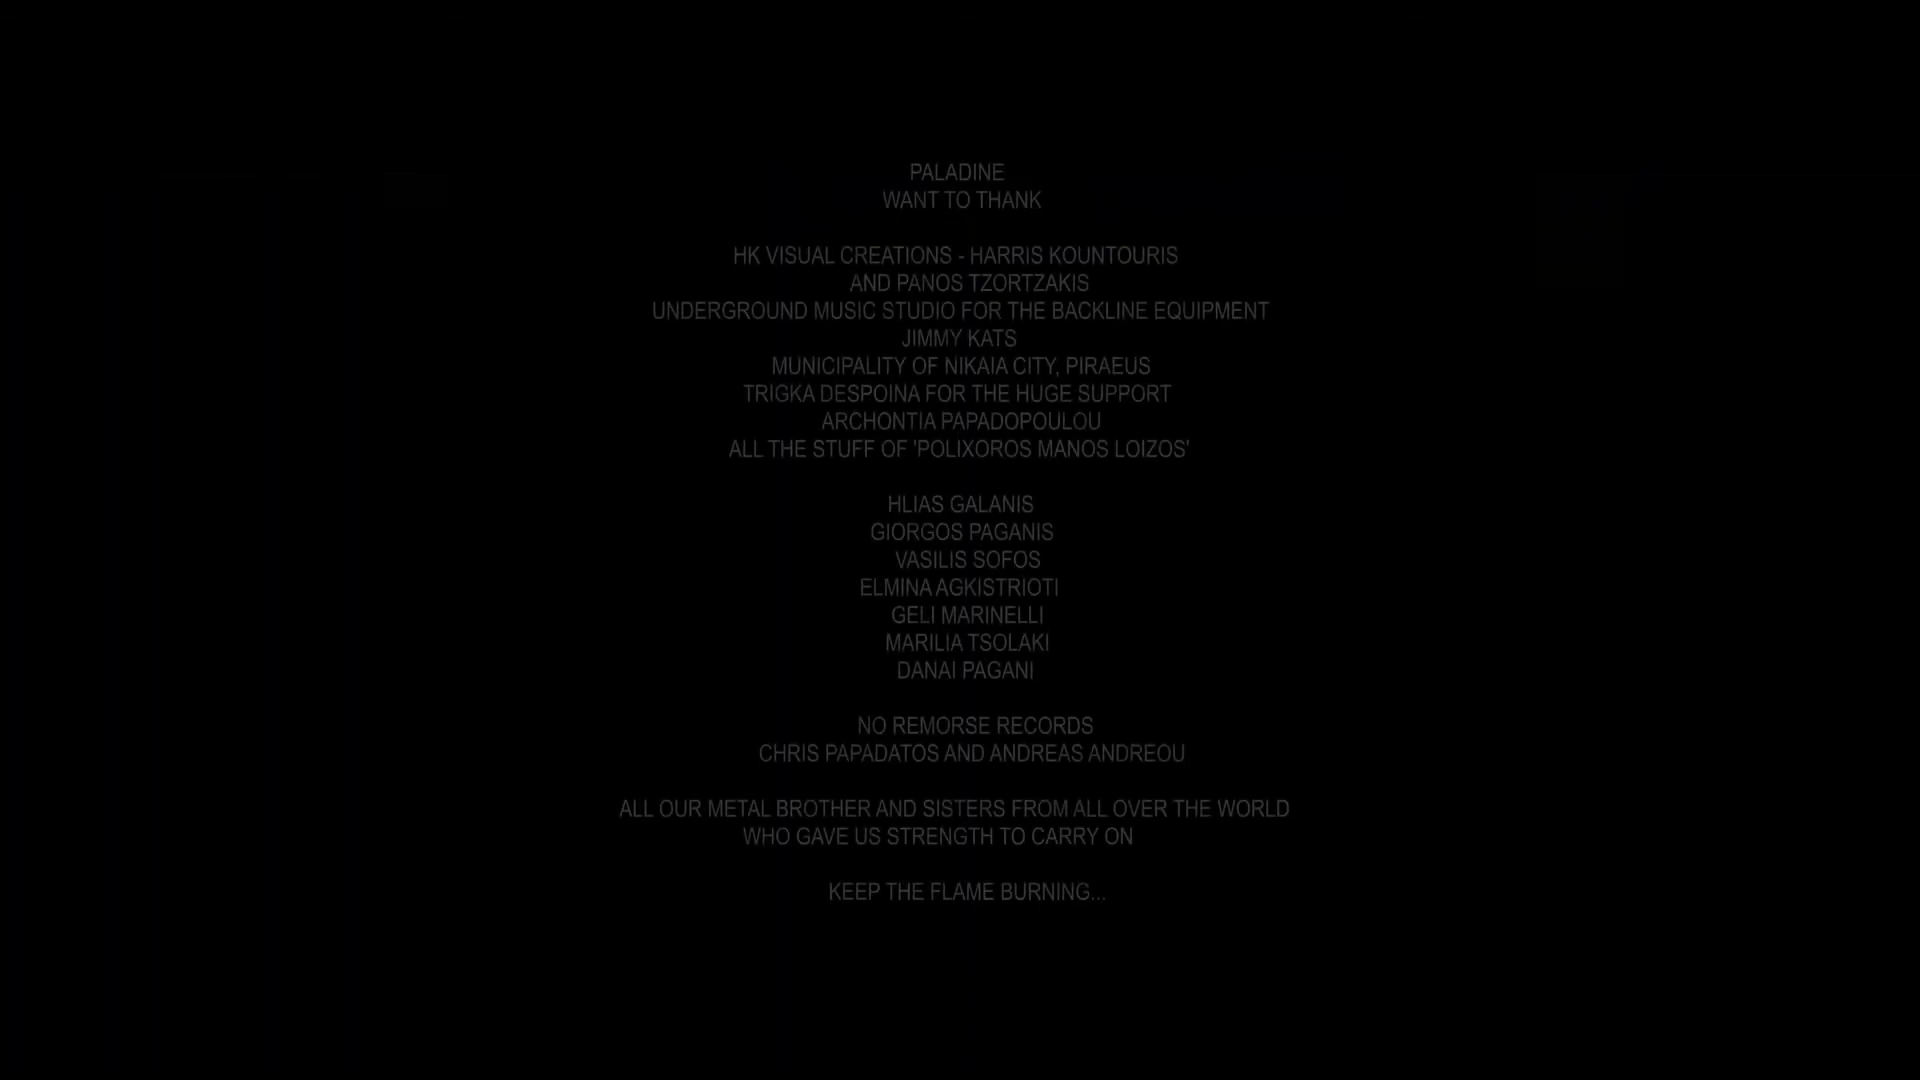 PALADINE
WANT TO THANK
HK VISUAL CREATIONS - HARRIS KOUNTOURIS
AND PANOS TZORTZAKIS
UNDERGROUND MUSIC STUDIO FOR THE BACKLINE EQUIPMENT
JIMMY KATS
MUNICIPALITY OF NIKAIA CITY, PIRAEUS
TRIGKA DESPOINA FOR THE HUGE SUPPORT
ARCHONTIA PAPADOPOULOU
ALL THE STUFF OF 'POLIXOROS MANOS LOIZOS'
HLIAS GALANIS
GIORGOS PAGANIS
VASILIS SOFOS
ELMINA AGKISTRIOTI
GELI MARINELLI
MARILIA TSOLAKI
DANAI PAGANI
NO REMORSE RECORDS
CHRIS PAPADATOS AND ANDREAS ANDREOU
ALL OUR METAL BROTHER AND SISTERS FROM ALL OVER THE WORLD
WHO GAVE US STRENGTH TO CARRY ON
KEEP THE FLAME BURNING...